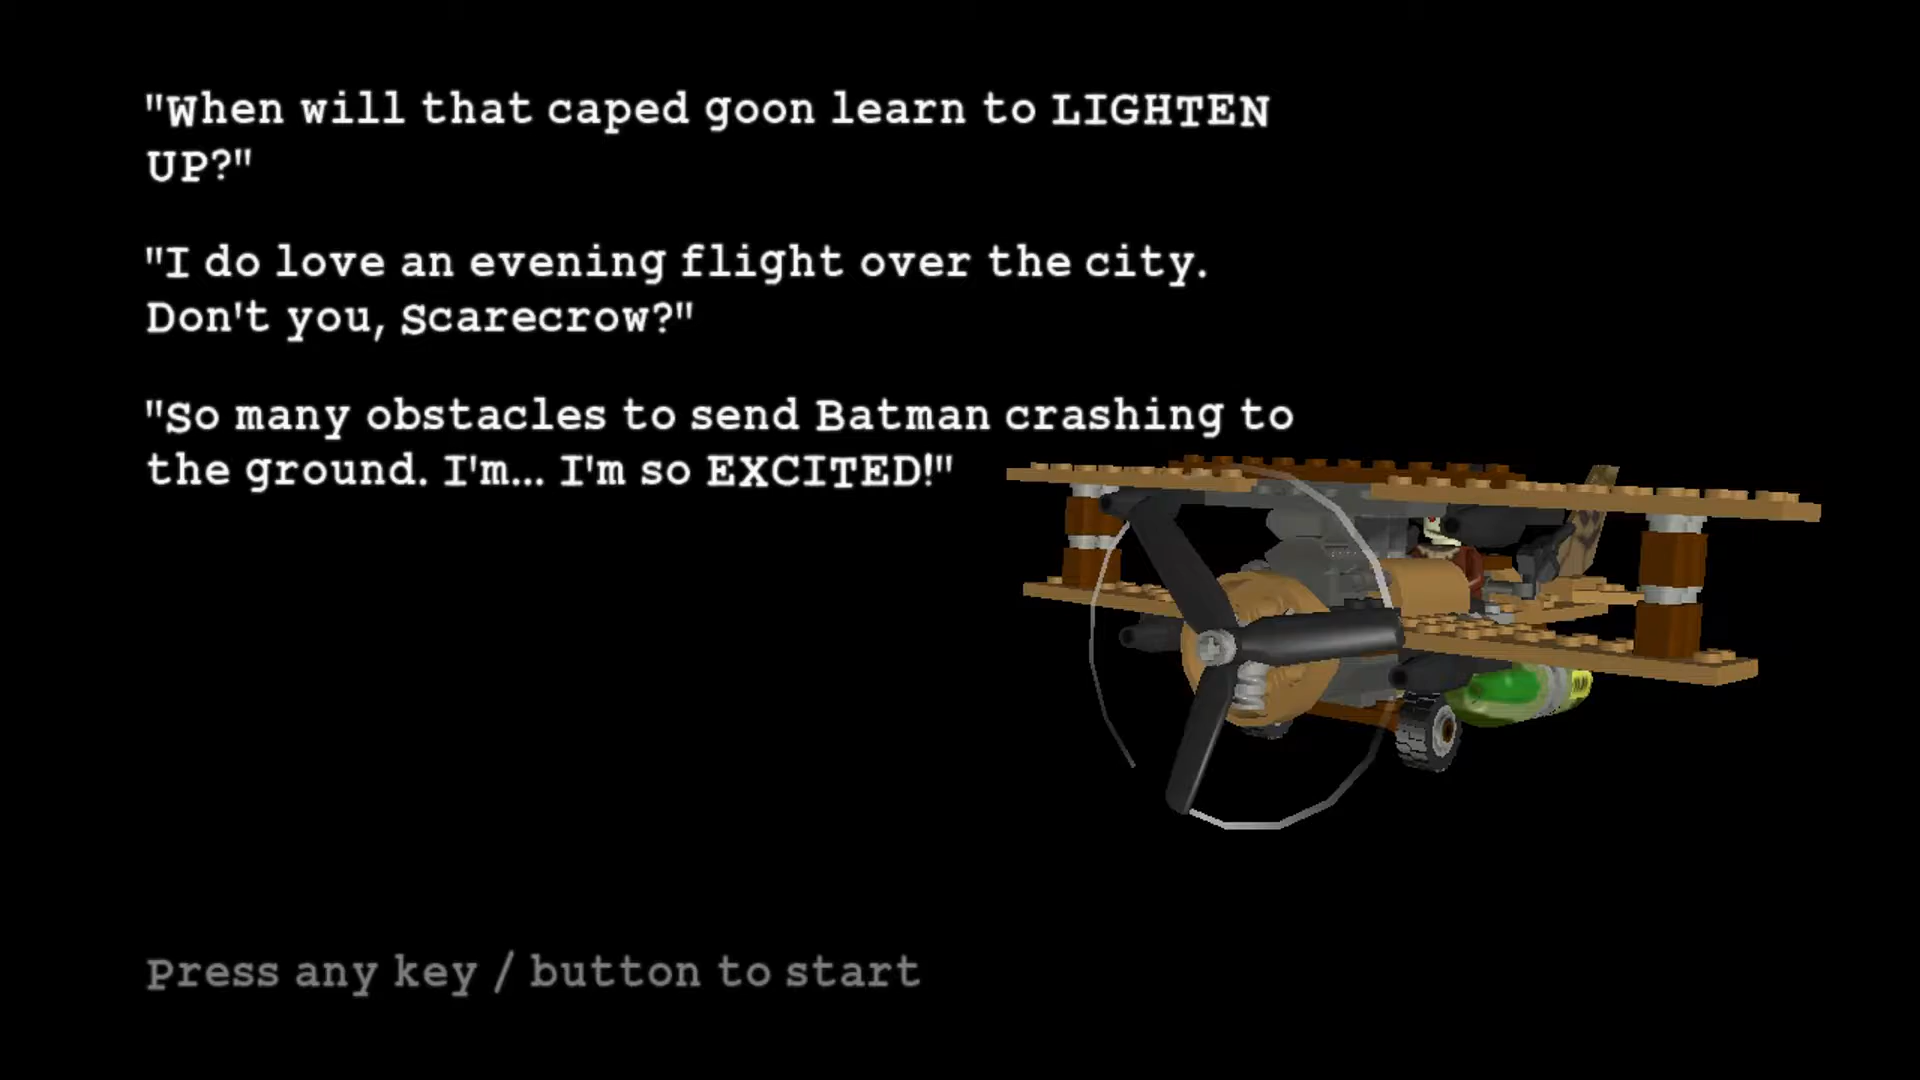 "When will that caped goon learn to LIGHTEN
UP?"
"I do love an evening flight over the city.
Don't you, Scarecrow?"
"So many obstacles to send Batman crashing to
the ground. I'm... I'm so EXCITED!"
Press any key / button to start